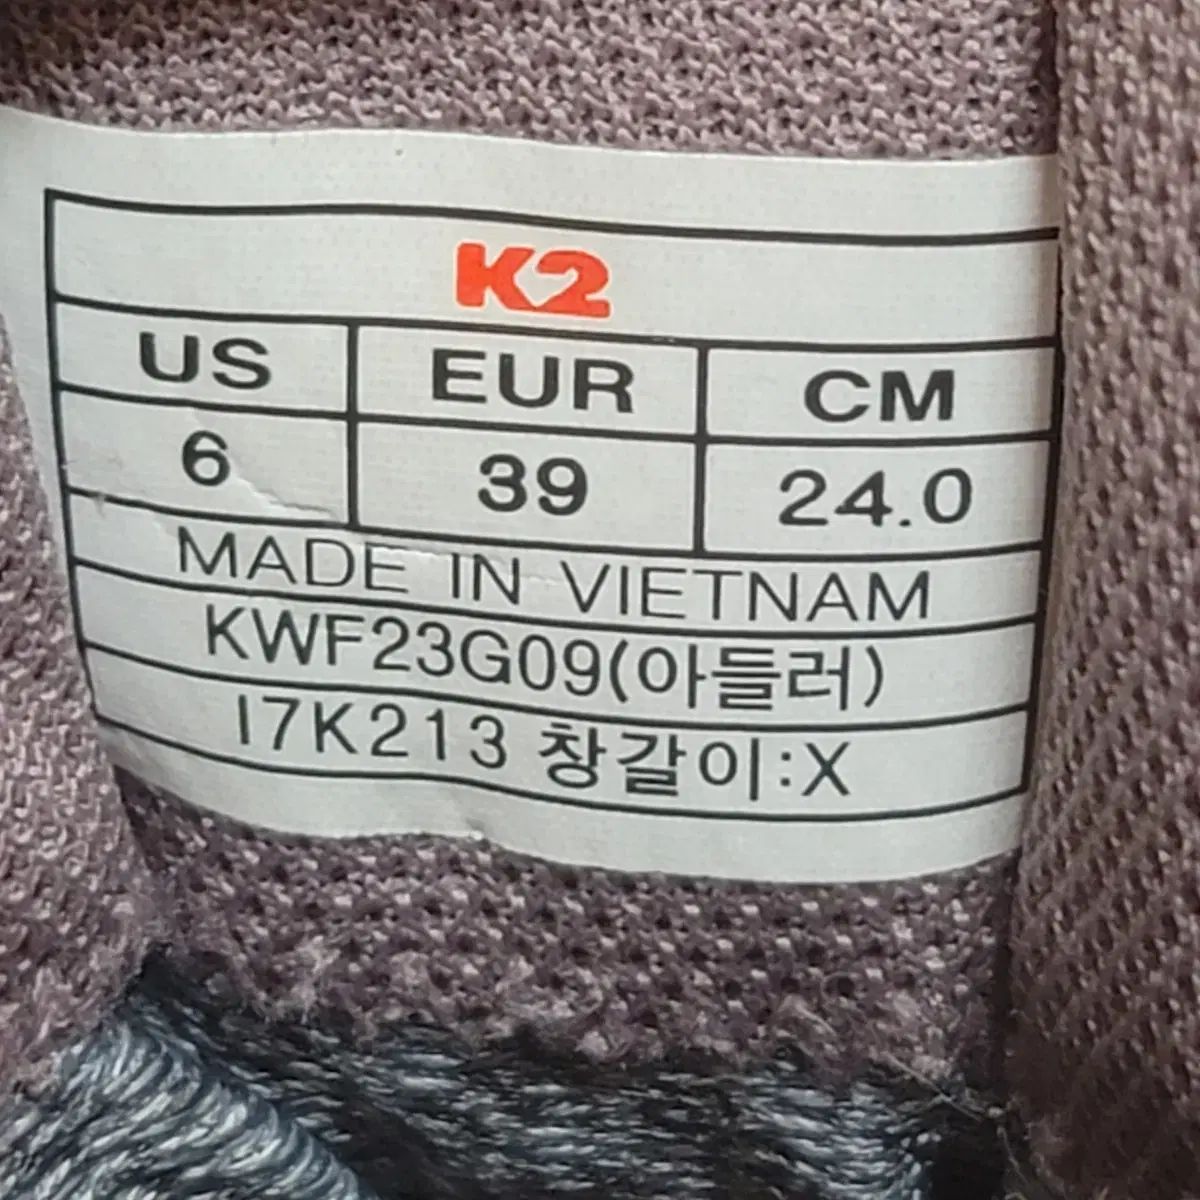 K2
US EUR CM
6 39 24.0
MADE IN VIETNAM
KWF23G09(아들러)
I7K213 창갈이:X